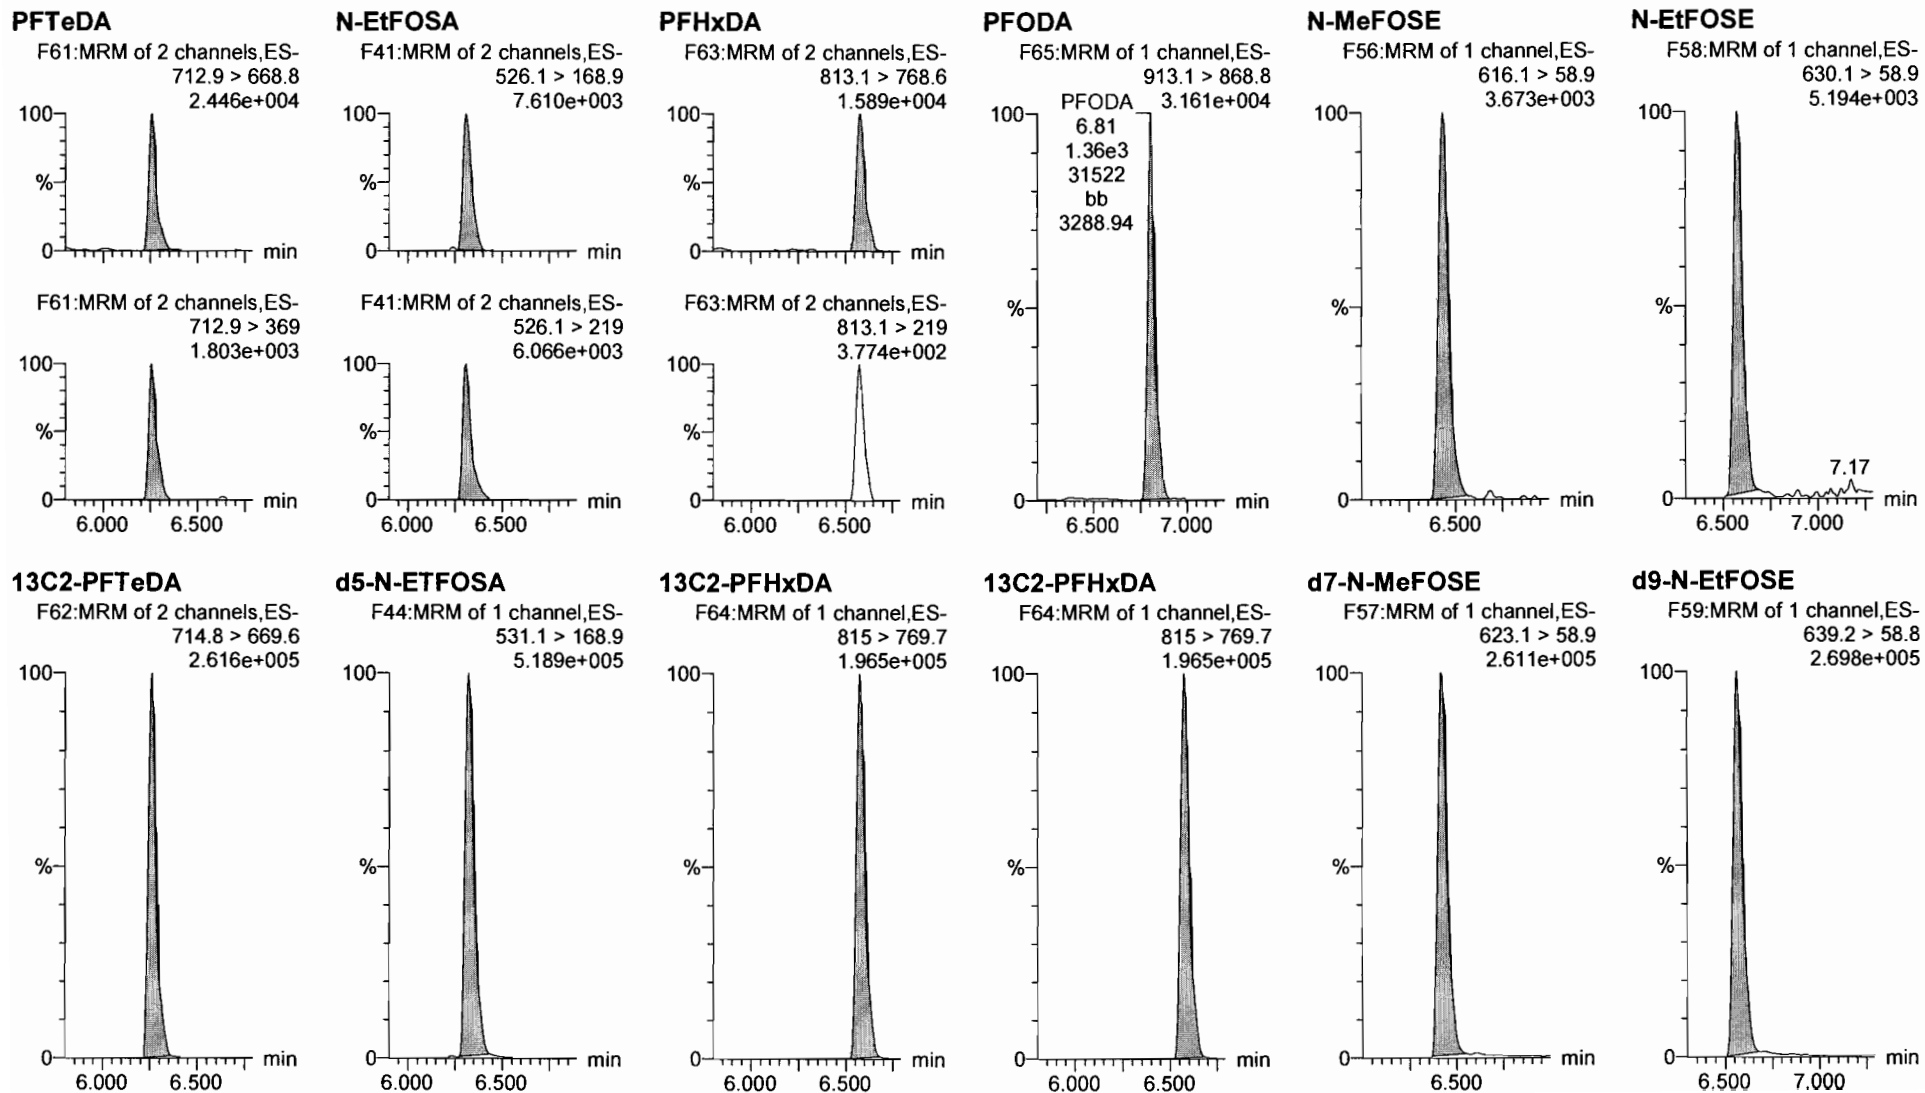 PFTeDA
F61:MRM of 2 channels,ES-
712.9 > 668.8
2.446e+004
100
%
0
min
F61:MRM of 2 channels,ES-
712.9 > 369
1.803e+003
100
%
0
min
6.000 6.500
N-EtFOSA
F41:MRM of 2 channels,ES-
526.1 > 168.9
7.610e+003
100
%
0
min
F41:MRM of 2 channels,ES-
526.1 > 219
6.066e+003
100
%
0
min
6.000 6.500
PFHxDA
F63:MRM of 2 channels,ES-
813.1 > 768.6
1.589e+004
100
%
0
min
F63:MRM of 2 channels,ES-
813.1 > 219
3.774e+002
100
%
0
min
6.000 6.500
PFODA
F65:MRM of 1 channel,ES-
913.1 > 868.8
3.161e+004
PFODA
6.81
1.36e3
31522
bb
3288.94
100
%
0
min
6.500 7.000
N-MeFOSE
F56:MRM of 1 channel,ES-
616.1 > 58.9
3.673e+003
100
%
0
min
6.500
N-EtFOSE
F58:MRM of 1 channel,ES-
630.1 > 58.9
5.194e+003
100
%
7.17
0
min
6.500 7.000
13C2-PFTeDA
F62:MRM of 2 channels,ES-
714.8 > 669.6
2.616e+005
100
%
0
min
6.000 6.500
d5-N-ETFOSA
F44:MRM of 1 channel,ES-
531.1 > 168.9
5.189e+005
100
%
0
min
6.000 6.500
13C2-PFHxDA
F64:MRM of 1 channel,ES-
815 > 769.7
1.965e+005
100
%
0
min
6.000 6.500
13C2-PFHxDA
F64:MRM of 1 channel,ES-
815 > 769.7
1.965e+005
100
%
0
min
6.000 6.500
d7-N-MeFOSE
F57:MRM of 1 channel,ES-
623.1 > 58.9
2.611e+005
100
%
0
min
6.500
d9-N-EtFOSE
F59:MRM of 1 channel,ES-
639.2 > 58.8
2.698e+005
100
%
0
min
6.500 7.000